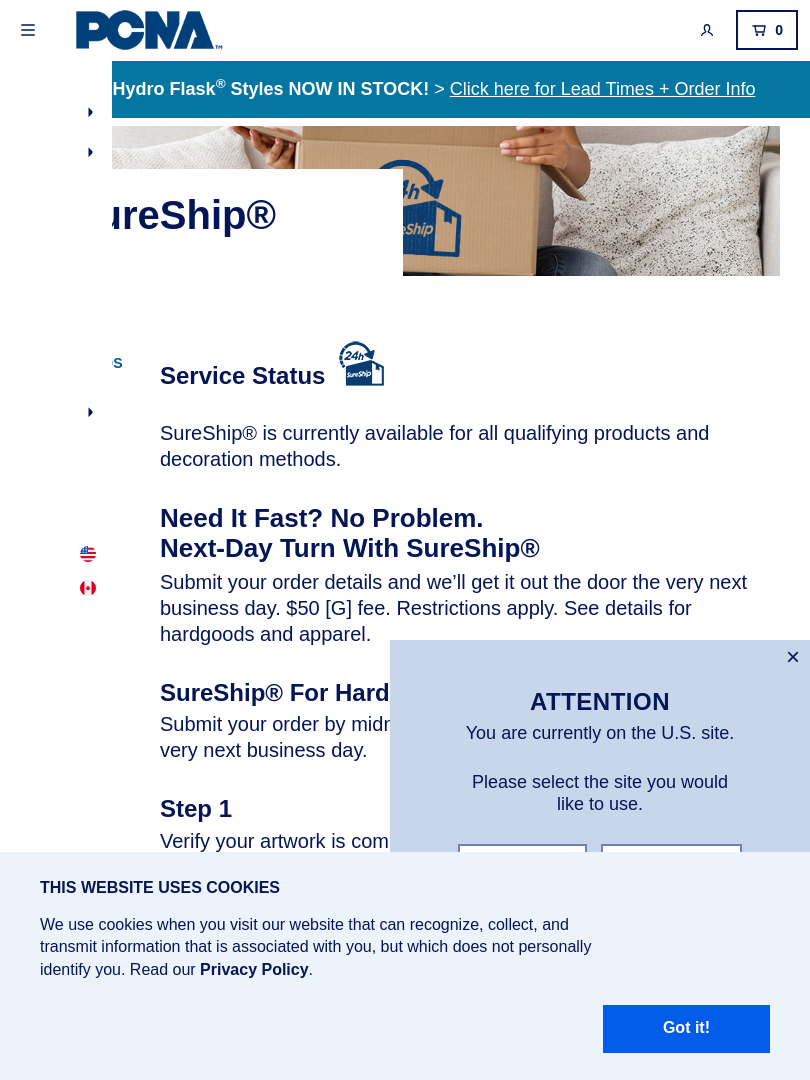 PCNA™
0
Hydro Flask® Styles NOW IN STOCK! > Click here for Lead Times + Order Info
24h
SureShip®
Service Status
24h
SureShip
SureShip® is currently available for all qualifying products and
decoration methods.
Need It Fast? No Problem.
Next-Day Turn With SureShip®
Submit your order details and we’ll get it out the door the very next
business day. $50 [G] fee. Restrictions apply. See details for
hardgoods and apparel.
SureShip® For Hard
Submit your order by midn
very next business day.
Step 1
Verify your artwork is com
×
ATTENTION
You are currently on the U.S. site.
Please select the site you would
like to use.
THIS WEBSITE USES COOKIES
We use cookies when you visit our website that can recognize, collect, and
transmit information that is associated with you, but which does not personally
identify you. Read our Privacy Policy.
Got it!